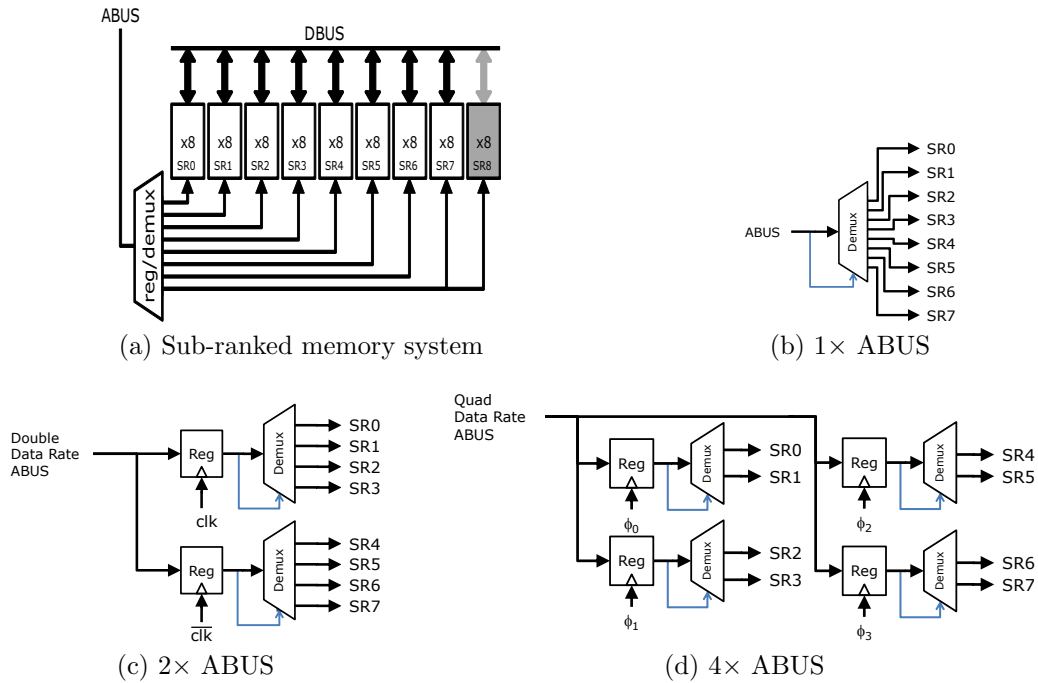 ABUS
DBUS
x8 x8 x8 x8 x8 x8 x8 x8 x8
SR0 SR1 SR2 SR3 SR4 SR5 SR6 SR7 SR8
reg/demux
(a) Sub-ranked memory system
ABUS
Demux
SR0
SR1
SR2
SR3
SR4
SR5
SR6
SR7
(b) 1× ABUS
Double
Data Rate
ABUS
Reg
clk
Demux
SR0
SR1
SR2
SR3
Reg
c̅l̅k̅
Demux
SR4
SR5
SR6
SR7
(c) 2× ABUS
Quad
Data Rate
ABUS
Reg
ϕ0
Demux
SR0
SR1
Reg
ϕ1
Demux
SR2
SR3
Reg
ϕ2
Demux
SR4
SR5
Reg
ϕ3
Demux
SR6
SR7
(d) 4× ABUS